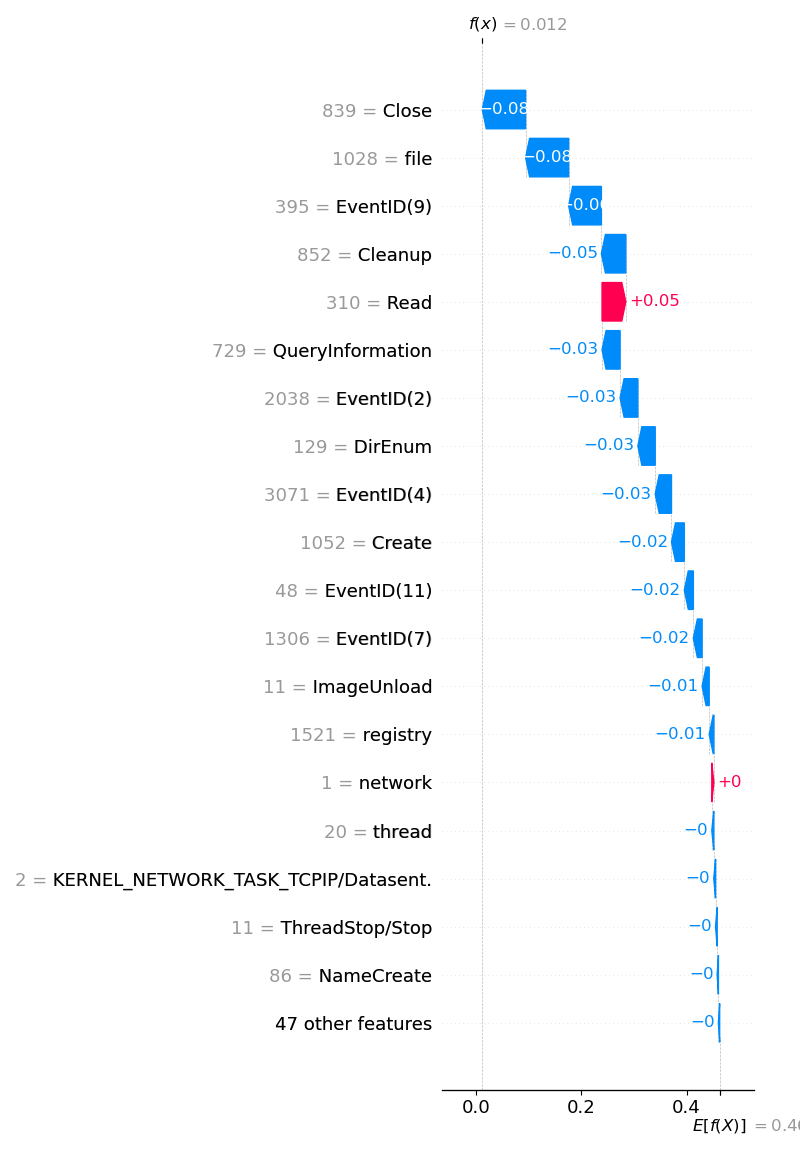 f(x) = 0.012
839 = Close −0.08
1028 = file −0.08
395 = EventID(9)
852 = Cleanup −0.05
310 = Read +0.05
729 = QueryInformation −0.03
2038 = EventID(2) −0.03
129 = DirEnum −0.03
3071 = EventID(4) −0.03
1052 = Create −0.02
48 = EventID(11) −0.02
1306 = EventID(7) −0.02
11 = ImageUnload −0.01
1521 = registry −0.01
1 = network +0
20 = thread −0
2 = KERNEL_NETWORK_TASK_TCPIP/Datasent. −0
11 = ThreadStop/Stop −0
86 = NameCreate −0
47 other features −0
0.0 0.2 0.4
E[f(X)] =